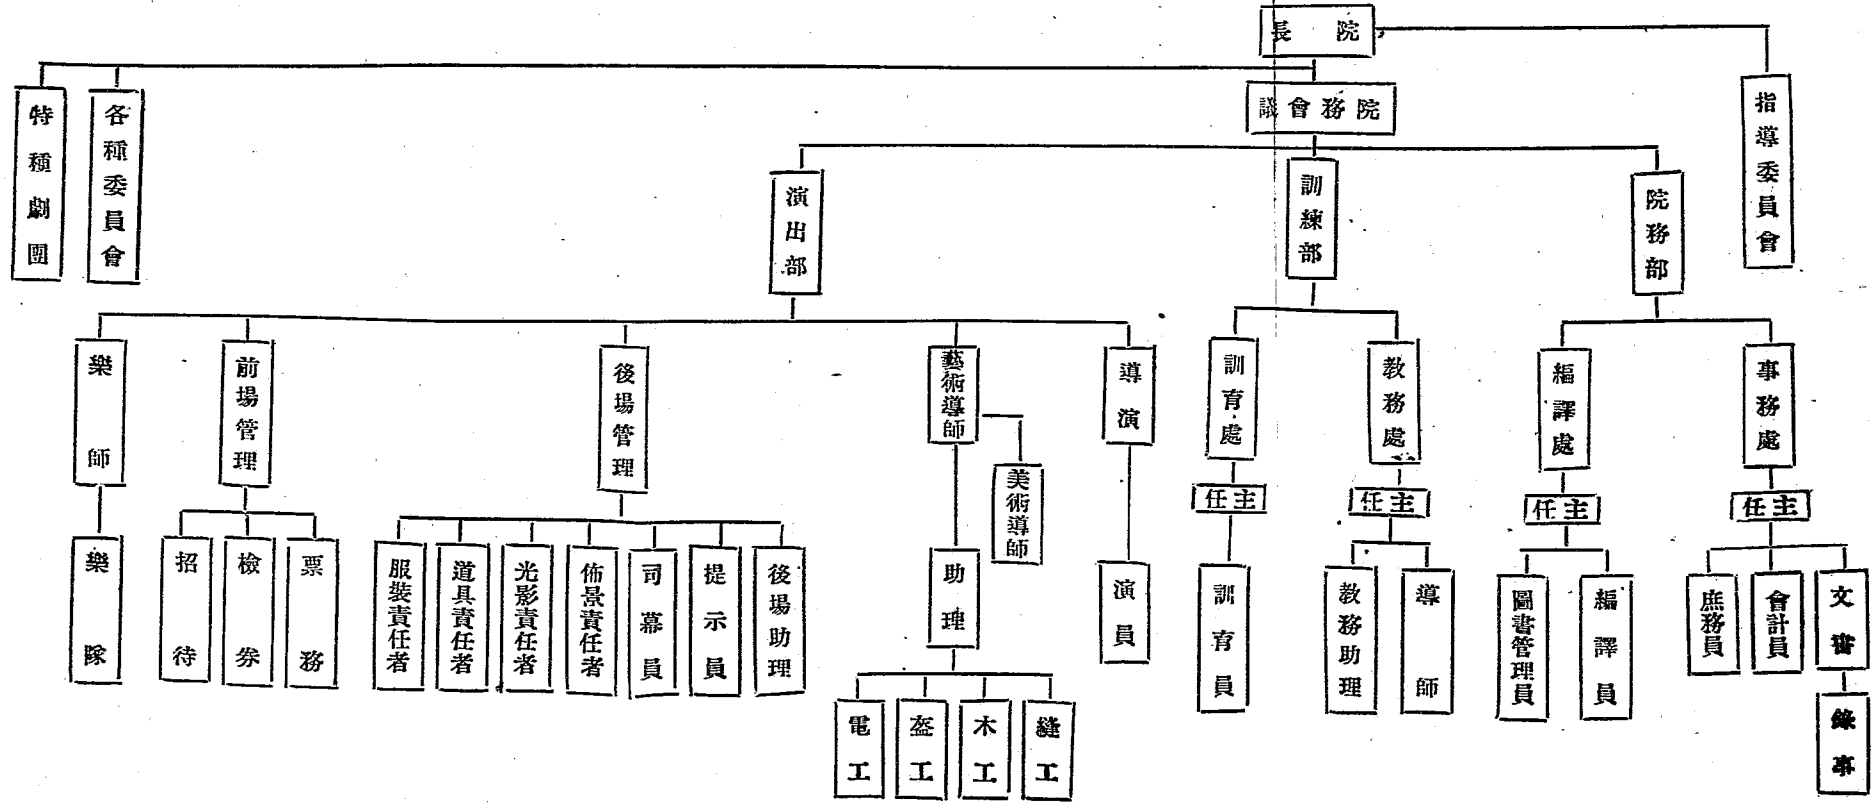 院長
指導委員會
院務會議
各種委員會
特種劇團
院務部
訓練部
演出部
事務處
編譯處
教務處
訓育處
導演
藝術導師
後場管理
前場管理
樂師
主任
主任
主任
主任
美術導師
文書
會計員
庶務員
編譯員
圖書管理員
導師
教務助理
訓育員
演員
助理
後場助理
提示員
司幕員
佈景責任者
光影責任者
道具責任者
服裝責任者
票務
檢券
招待
樂隊
錄事
縫工
木工
盔工
電工